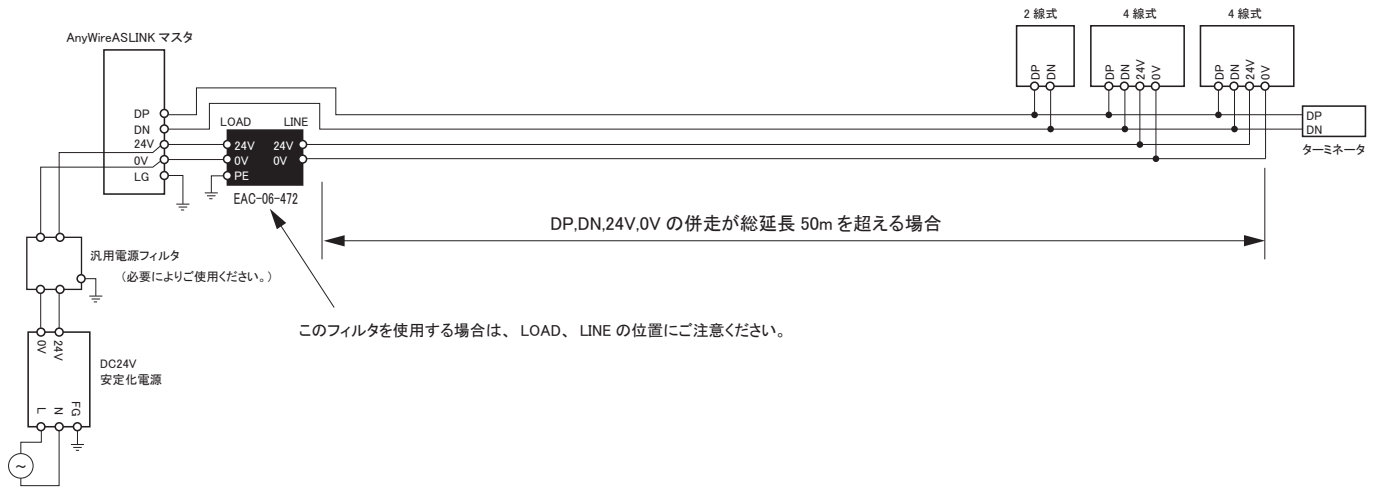 2 線式
4 線式
4 線式
AnyWireASLINK マスタ
DP
DN
DP
DN
24V
0V
DP
DN
24V
0V
DP
DN
24V
0V
LG
LOAD
LINE
24V
24V
0V
0V
PE
EAC-06-472
DP
DN
ターミネータ
DP,DN,24V,0V の併走が総延長 50m を超える場合
汎用電源フィルタ
（必要によりご使用ください。）
このフィルタを使用する場合は、 LOAD、 LINE の位置にご注意ください。
0V
24V
DC24V
安定化電源
L
N
FG
~